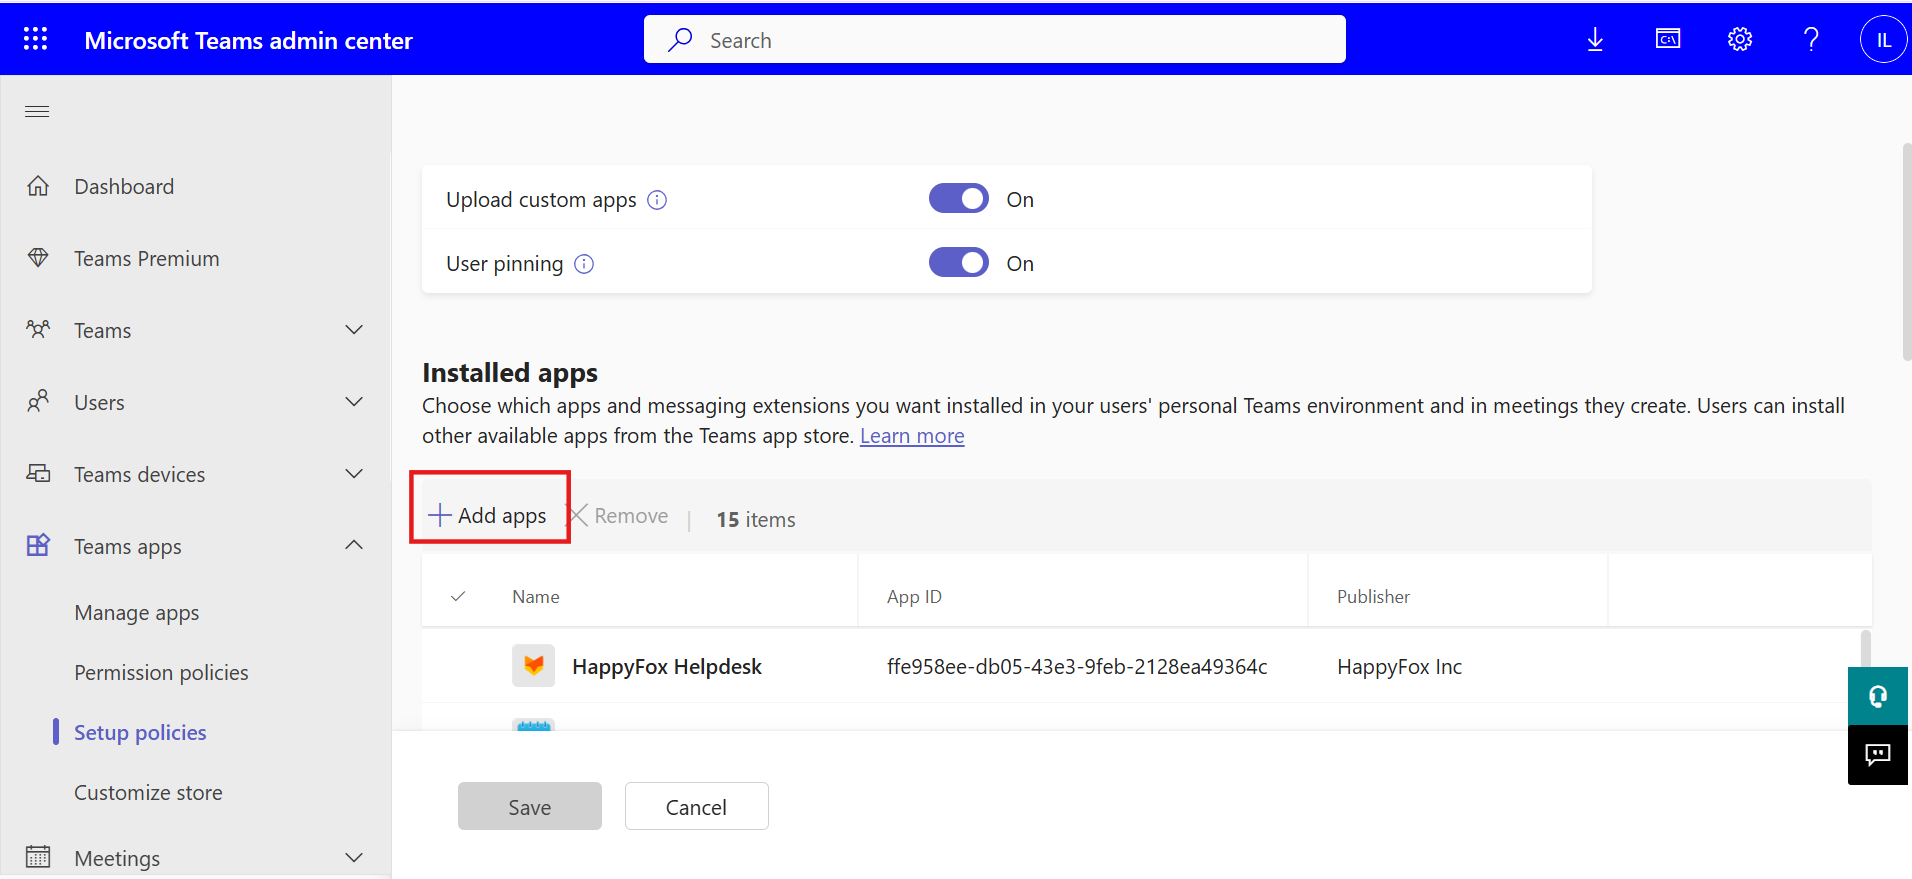 Microsoft Teams admin center
Search
C:\
?
IL
Dashboard
Teams Premium
Teams
Users
Teams devices
Teams apps
Manage apps
Permission policies
Setup policies
Customize store
Meetings
Upload custom apps
On
User pinning
On
Installed apps
Choose which apps and messaging extensions you want installed in your users' personal Teams environment and in meetings they create. Users can install
other available apps from the Teams app store. Learn more
Add apps
Remove
15 items
Name
App ID
Publisher
HappyFox Helpdesk
ffe958ee-db05-43e3-9feb-2128ea49364c
HappyFox Inc
Save
Cancel